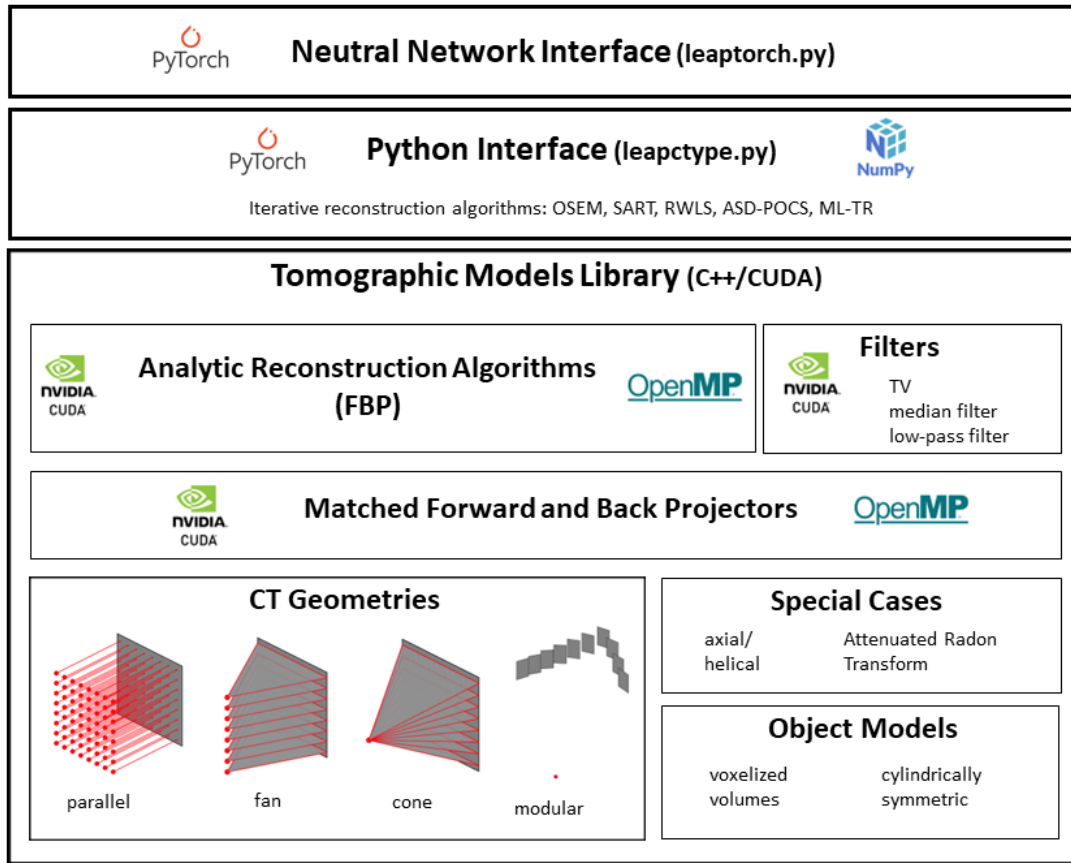 PyTorch
Neutral Network Interface (leaptorch.py)
PyTorch
Python Interface (leapctype.py)
NumPy
Iterative reconstruction algorithms: OSEM, SART, RWLS, ASD-POCS, ML-TR
Tomographic Models Library (C++/CUDA)
NVIDIA.
CUDA
Analytic Reconstruction Algorithms
(FBP)
OpenMP
NVIDIA.
CUDA
Filters
TV
median filter
low-pass filter
NVIDIA.
CUDA
Matched Forward and Back Projectors
OpenMP
CT Geometries
parallel
fan
cone
modular
Special Cases
axial/
helical
Attenuated Radon
Transform
Object Models
voxelized
volumes
cylindrically
symmetric